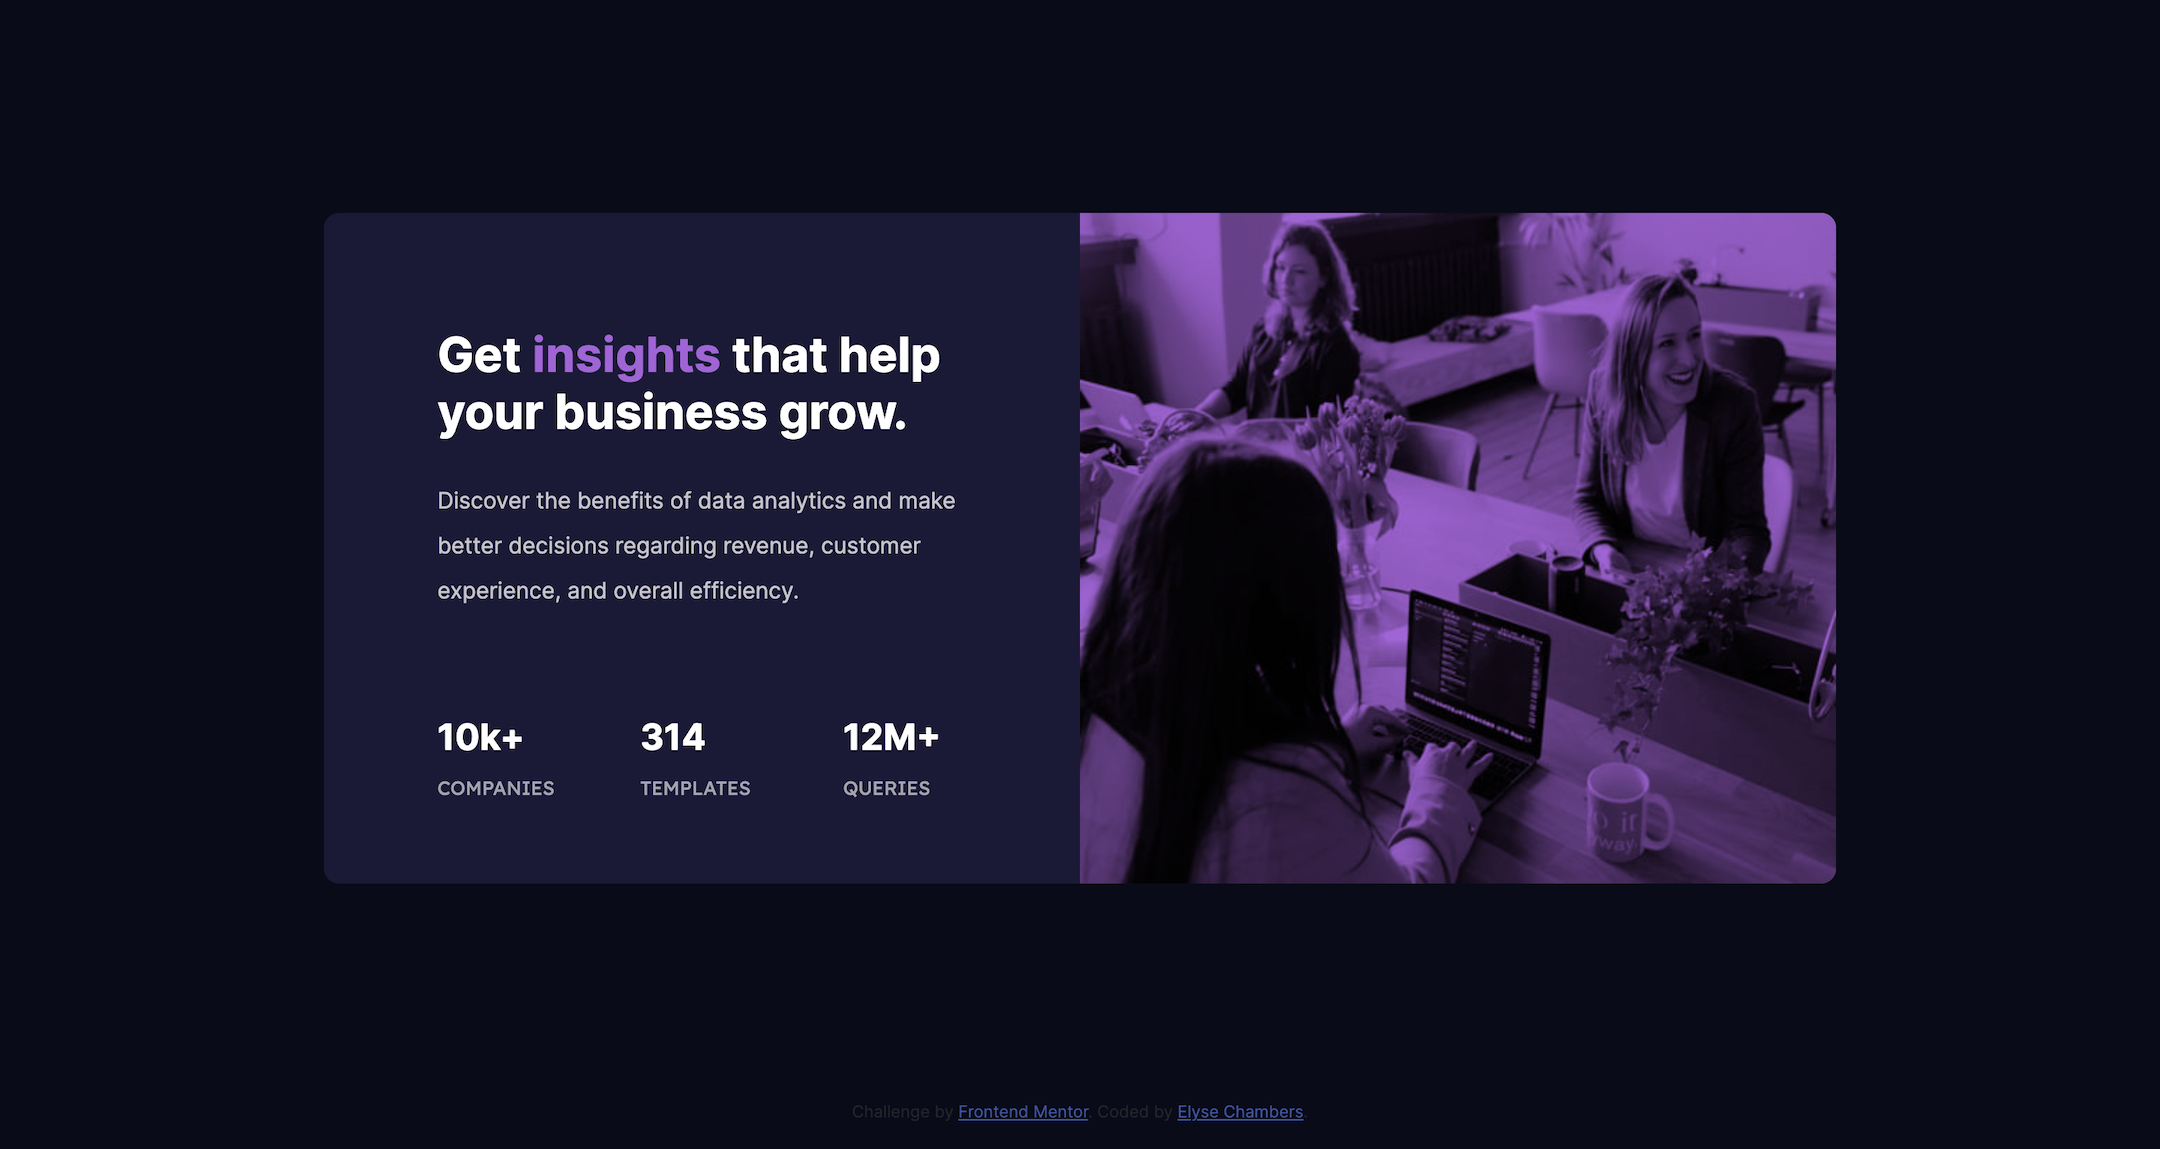 Get insights that help
your business grow.
Discover the benefits of data analytics and make
better decisions regarding revenue, customer
experience, and overall efficiency.
10k+ 314 12M+
COMPANIES TEMPLATES QUERIES
it
way
Challenge by Frontend Mentor. Coded by Elyse Chambers.